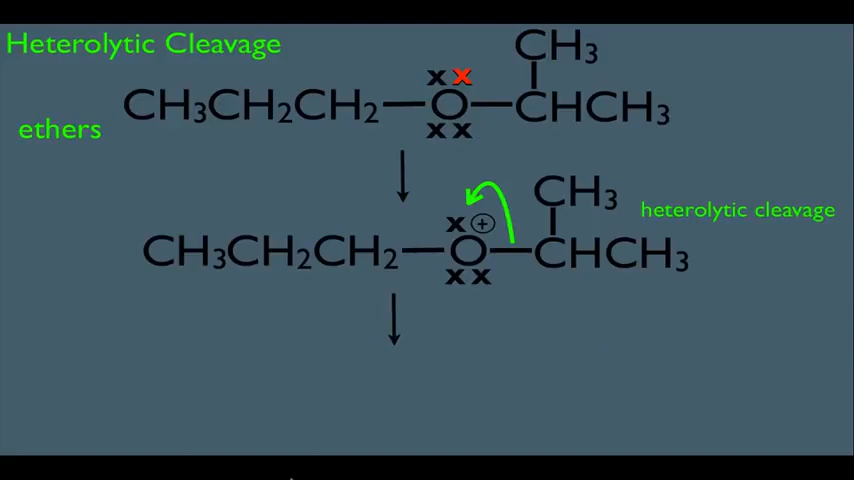 Heterolytic Cleavage
ethers
CH3
x x
CH3CH2CH2—O—CHCH3
x x
CH3
heterolytic cleavage
x ⊕
CH3CH2CH2—O—CHCH3
x x